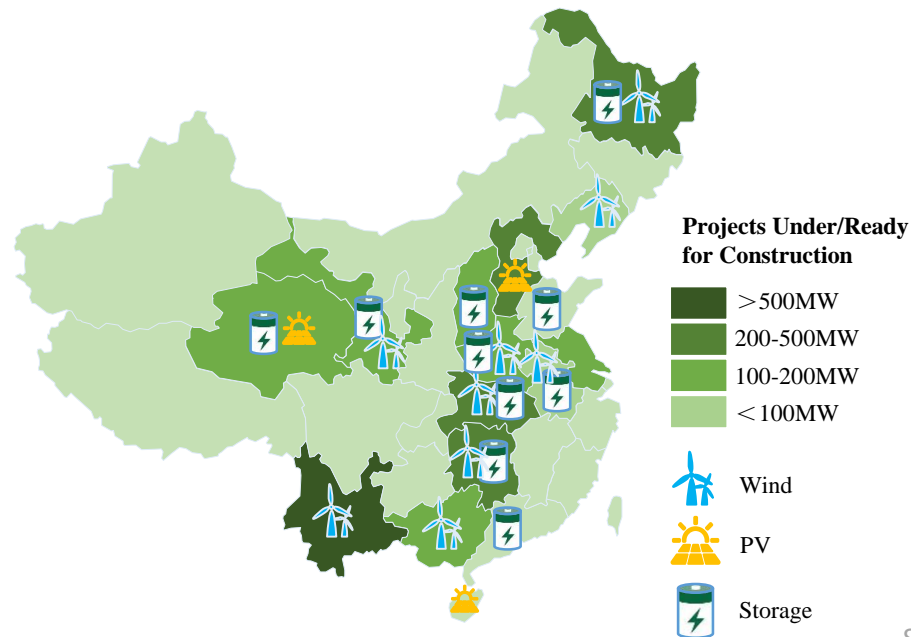 Projects Under/Ready
for Construction
>500MW
200-500MW
100-200MW
<100MW
Wind
PV
Storage